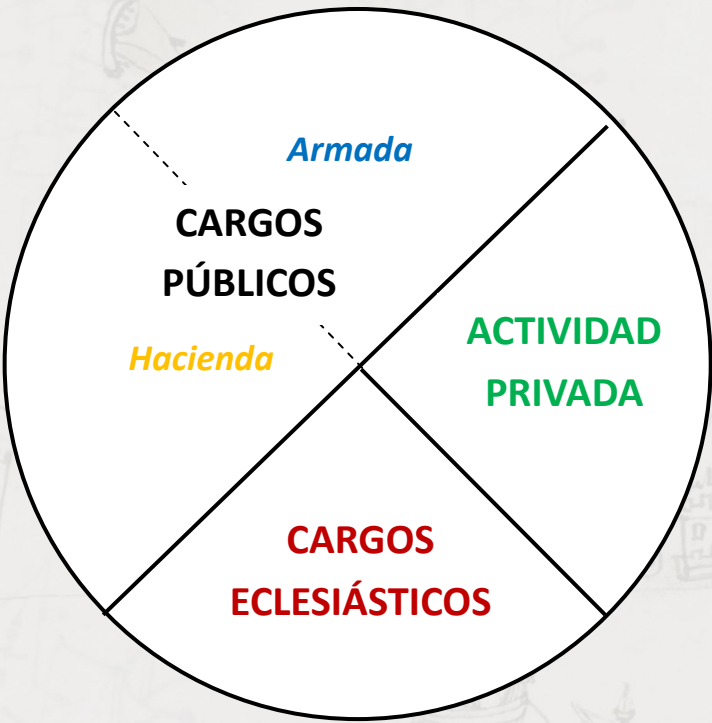 Armada
CARGOS
PÚBLICOS
Hacienda
ACTIVIDAD
PRIVADA
CARGOS
ECLESIÁSTICOS